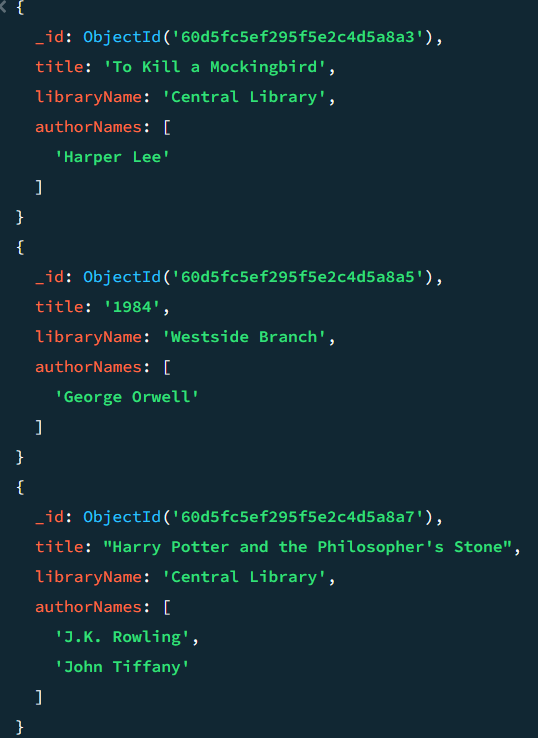 {
_id: ObjectId('60d5fc5ef295f5e2c4d5a8a3'),
title: 'To Kill a Mockingbird',
libraryName: 'Central Library',
authorNames: [
'Harper Lee'
]
}
{
_id: ObjectId('60d5fc5ef295f5e2c4d5a8a5'),
title: '1984',
libraryName: 'Westside Branch',
authorNames: [
'George Orwell'
]
}
{
_id: ObjectId('60d5fc5ef295f5e2c4d5a8a7'),
title: "Harry Potter and the Philosopher's Stone",
libraryName: 'Central Library',
authorNames: [
'J.K. Rowling',
'John Tiffany'
]
}